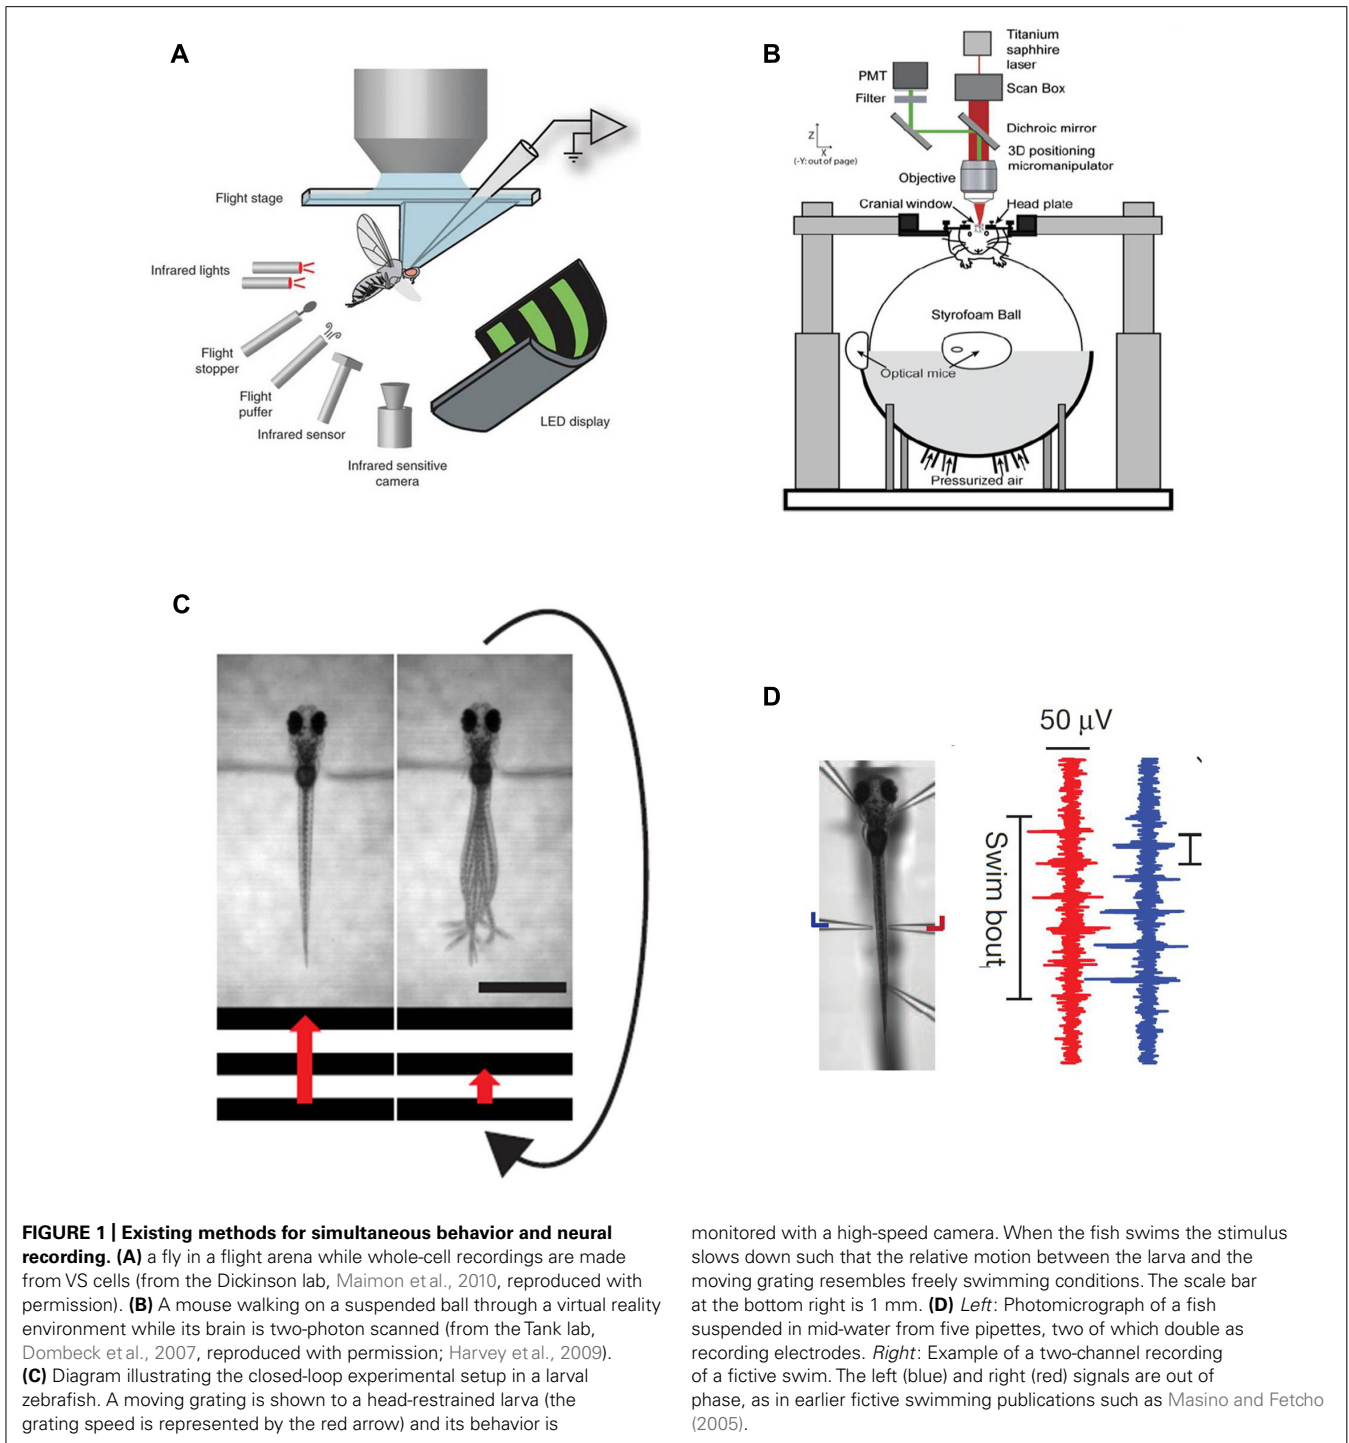 A
Flight stage
Infrared lights
Flight
stopper
Flight
puffer
Infrared sensor
Infrared sensitive
camera
LED display
B
Titanium
saphhire
laser
PMT
Scan Box
Filter
Dichroic mirror
Z
X
(-Y: out of page)
3D positioning
micromanipulator
Objective
Cranial window
Head plate
Styrofoam Ball
Optical mice
Pressurized air
C
D
50 µV
Swim bout
FIGURE 1 | Existing methods for simultaneous behavior and neural
recording. (A) a fly in a flight arena while whole-cell recordings are made
from VS cells (from the Dickinson lab, Maimon et al., 2010, reproduced with
permission). (B) A mouse walking on a suspended ball through a virtual reality
environment while its brain is two-photon scanned (from the Tank lab,
Dombeck et al., 2007, reproduced with permission; Harvey et al., 2009).
(C) Diagram illustrating the closed-loop experimental setup in a larval
zebrafish. A moving grating is shown to a head-restrained larva (the
grating speed is represented by the red arrow) and its behavior is
monitored with a high-speed camera. When the fish swims the stimulus
slows down such that the relative motion between the larva and the
moving grating resembles freely swimming conditions. The scale bar
at the bottom right is 1 mm. (D) Left: Photomicrograph of a fish
suspended in mid-water from five pipettes, two of which double as
recording electrodes. Right: Example of a two-channel recording
of a fictive swim. The left (blue) and right (red) signals are out of
phase, as in earlier fictive swimming publications such as Masino and Fetcho
(2005).